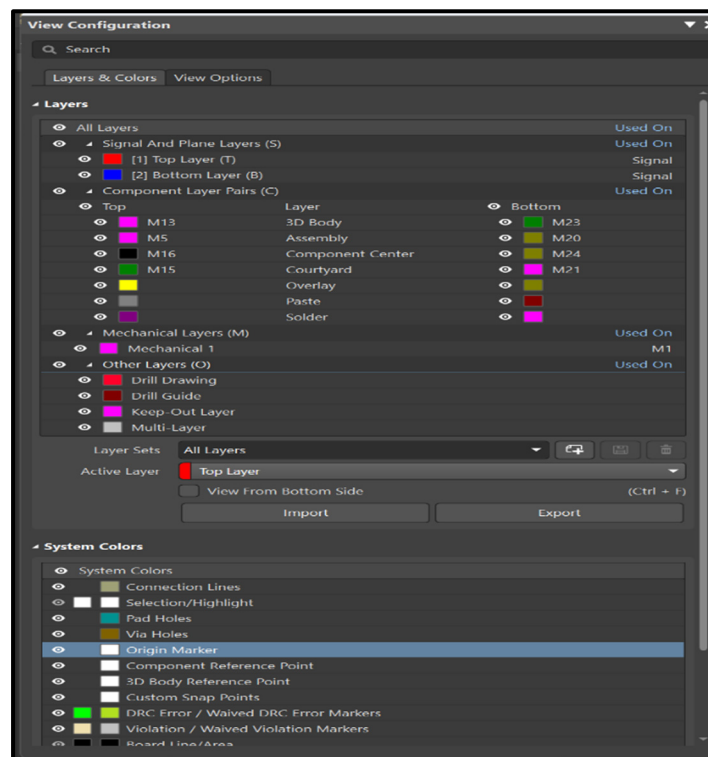 View Configuration
Search
Layers & Colors View Options
Layers
All Layers Used On
Signal And Plane Layers (S) Used On
[1] Top Layer (T) Signal
[2] Bottom Layer (B) Signal
Component Layer Pairs (C) Used On
Top Layer Bottom
M13 3D Body M23
M5 Assembly M20
M16 Component Center M24
M15 Courtyard M21
Overlay
Paste
Solder
Mechanical Layers (M) Used On
Mechanical 1 M1
Other Layers (O) Used On
Drill Drawing
Drill Guide
Keep-Out Layer
Multi-Layer
Layer Sets All Layers
Active Layer Top Layer
View From Bottom Side (Ctrl + F)
Import Export
System Colors
System Colors
Connection Lines
Selection/Highlight
Pad Holes
Via Holes
Origin Marker
Component Reference Point
3D Body Reference Point
Custom Snap Points
DRC Error / Waived DRC Error Markers
Violation / Waived Violation Markers
Board Line/Area